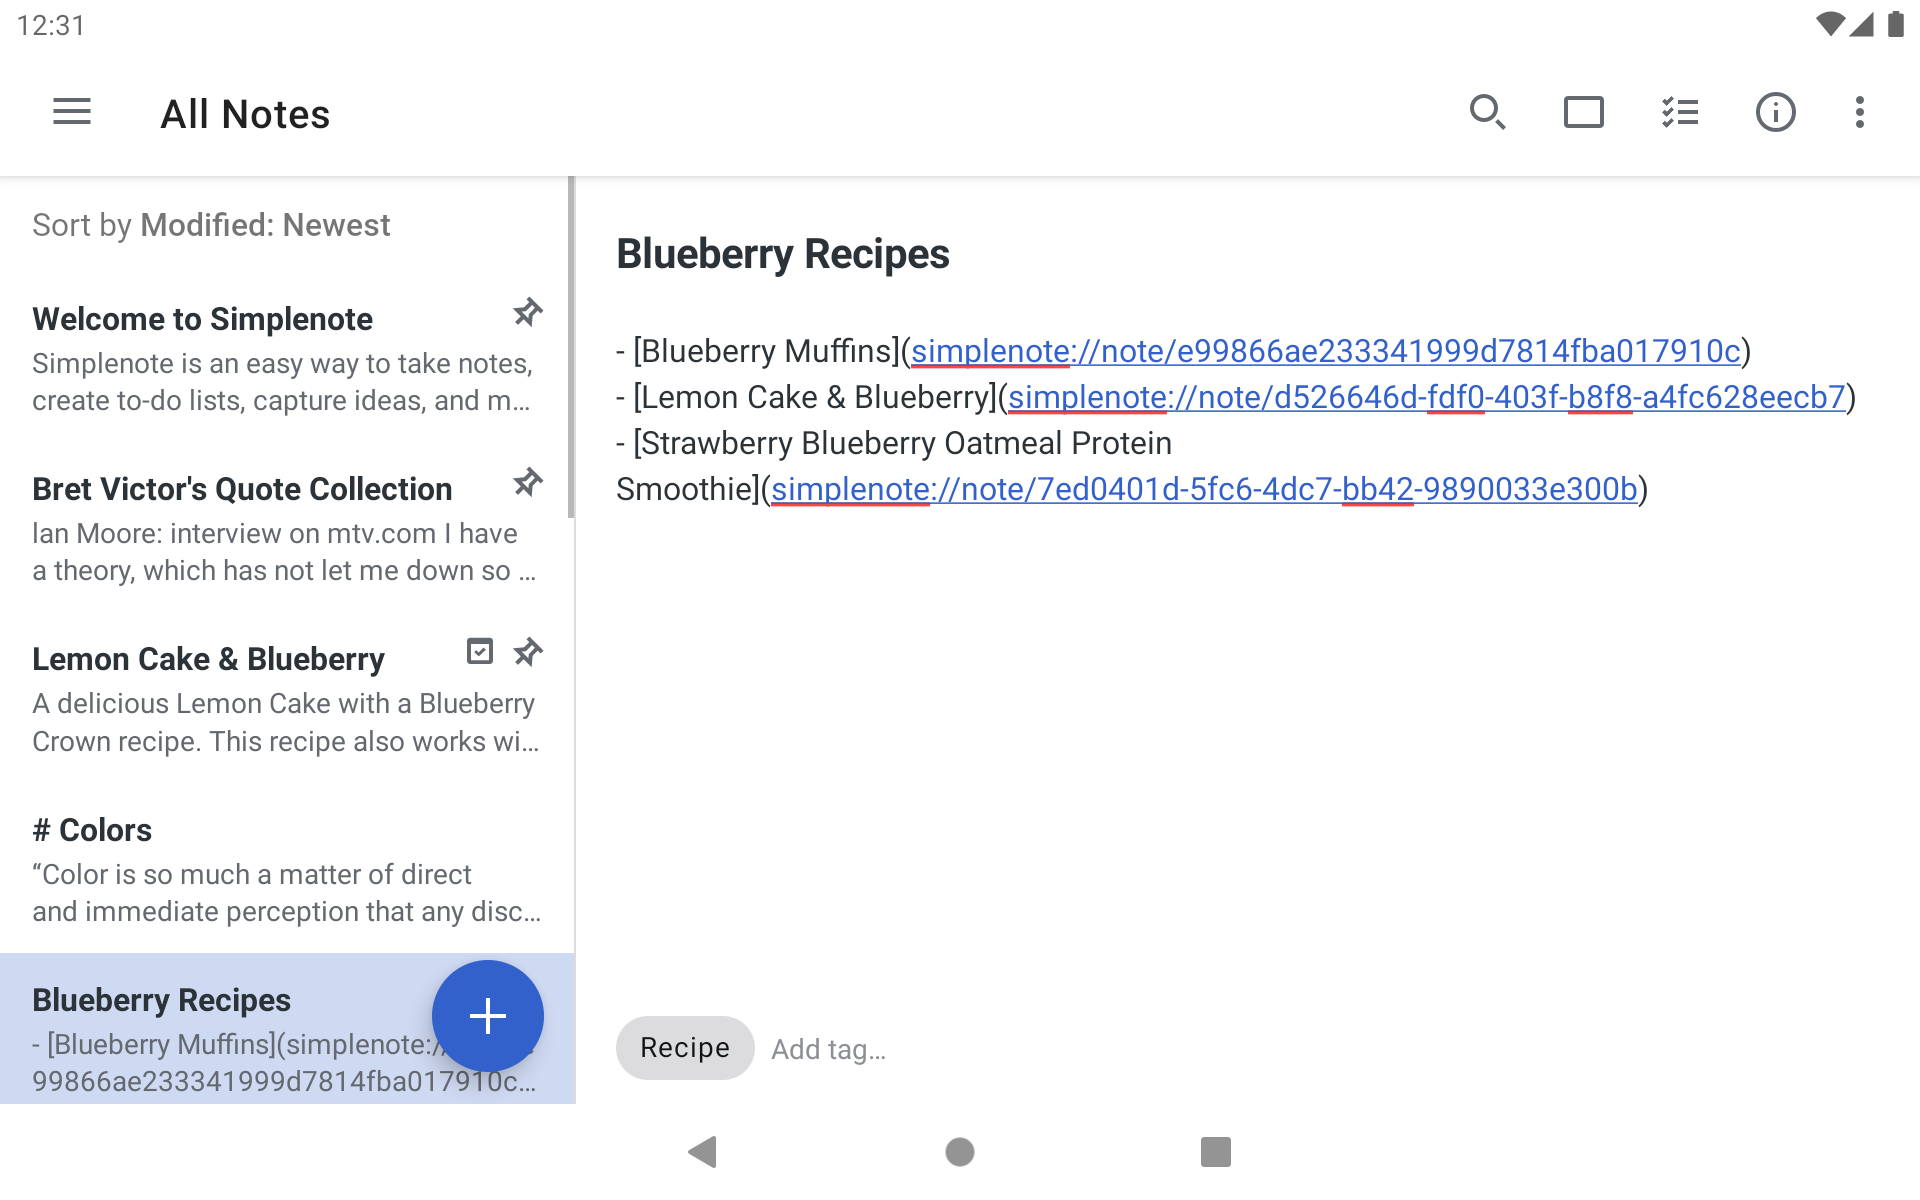 12:31
All Notes
Sort by Modified: Newest
Welcome to Simplenote
Simplenote is an easy way to take notes,
create to-do lists, capture ideas, and m...
Bret Victor's Quote Collection
Ian Moore: interview on mtv.com I have
a theory, which has not let me down so ...
Lemon Cake & Blueberry
A delicious Lemon Cake with a Blueberry
Crown recipe. This recipe also works wi...
# Colors
“Color is so much a matter of direct
and immediate perception that any disc...
Blueberry Recipes
- [Blueberry Muffins](simplenote:/
99866ae233341999d7814fba017910c...
Blueberry Recipes
- [Blueberry Muffins](simplenote://note/e99866ae233341999d7814fba017910c)
- [Lemon Cake & Blueberry](simplenote://note/d526646d-fdf0-403f-b8f8-a4fc628eecb7)
- [Strawberry Blueberry Oatmeal Protein
Smoothie](simplenote://note/7ed0401d-5fc6-4dc7-bb42-9890033e300b)
Recipe
Add tag...